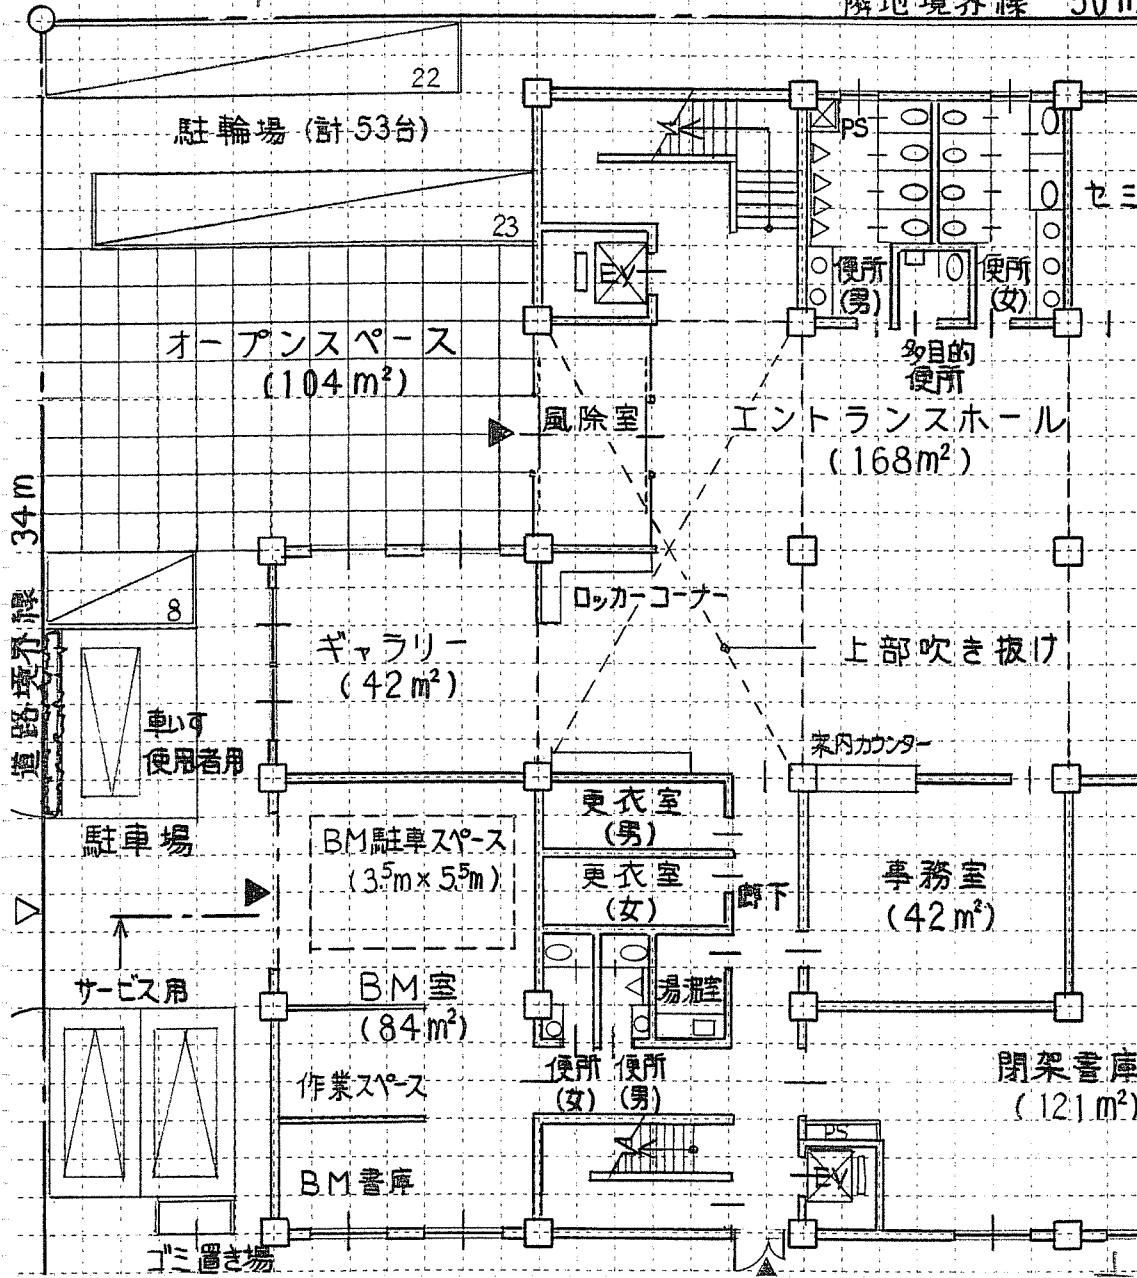 隣地境界線 50m
22
駐輪場 (計53台)
PS
23
セミ
EV
便所
(男)
便所
(女)
オープンスペース
(104m²)
多目的
便所
風除室
エントランスホール
(168m²)
道路境界線 34m
8
ロッカーコーナー
ギャラリー
(42m²)
上部吹き抜け
車いす
使用者用
案内カウンター
駐車場
BM駐車スペース
(3.5m×5.5m)
更衣室
(男)
更衣室
(女)
廊下
事務室
(42m²)
サービス用
BM室
(84m²)
湯沸室
便所
(女)
便所
(男)
作業スペース
閉架書庫
(121m²)
PS
EV
BM書庫
ゴミ置き場